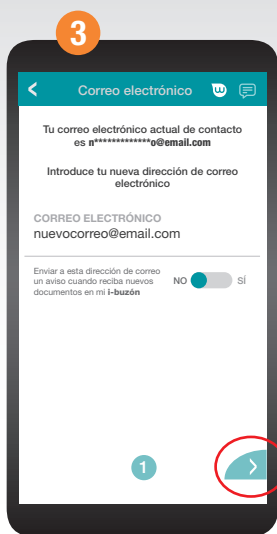 3
Correo electrónico
Tu correo electrónico actual de contacto
es n*************o@email.com
Introduce tu nueva dirección de correo
electrónico
CORREO ELECTRÓNICO
nuevocorreo@email.com
Enviar a esta dirección de correo
un aviso cuando reciba nuevos
documentos en mi i-buzón
NO SÍ
1